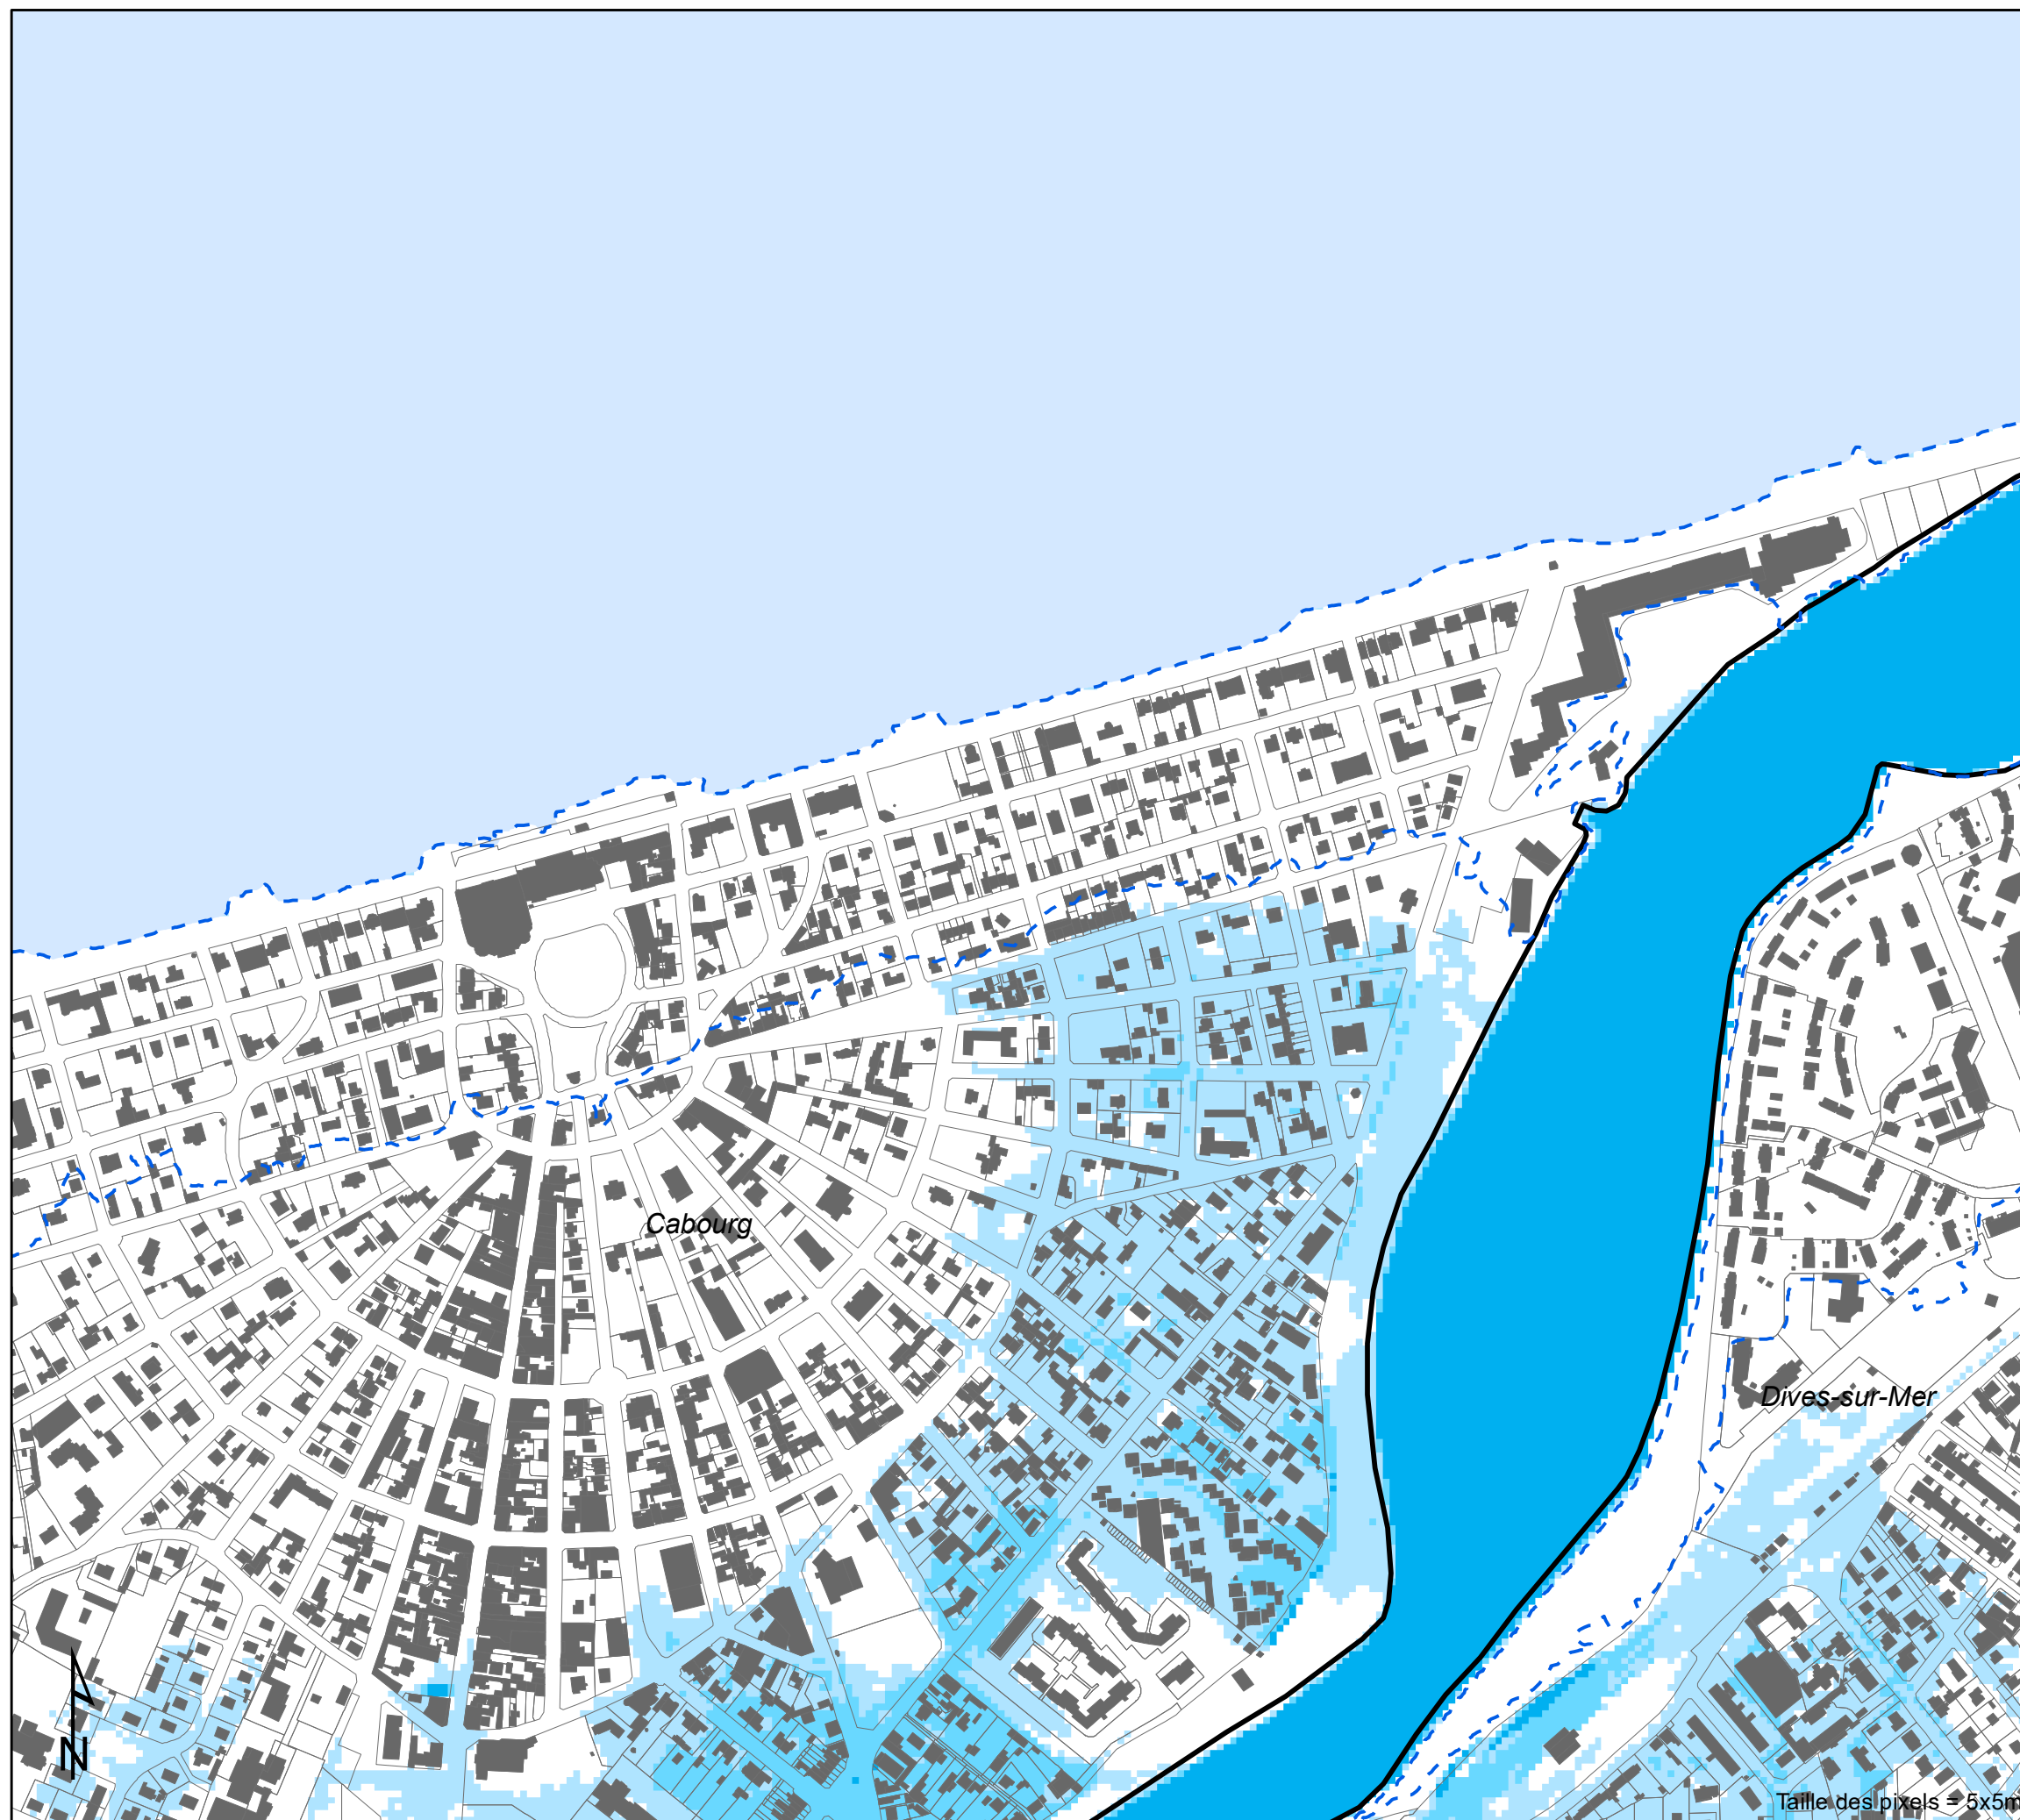 Cabourg
Dives-sur-Mer
N
Taille des pixels = 5x5m